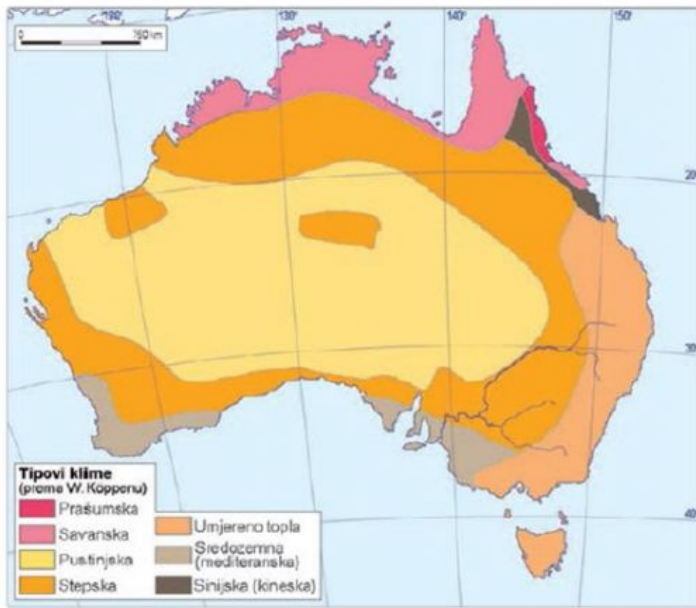 130°
140°
150°
0 750 km
20
30
40
Tipovi klime
(prema W. Köppenu)
Prašumska
Savanska
Pustinjska
Stepska
Umjereno topla
Sredozemna
(mediteranska)
Sinijska (kineska)